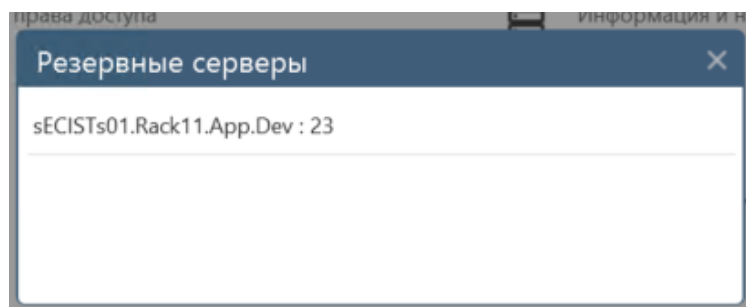 права доступа
Информация и н
Резервные серверы
sECISTs01.Rack11.App.Dev : 23